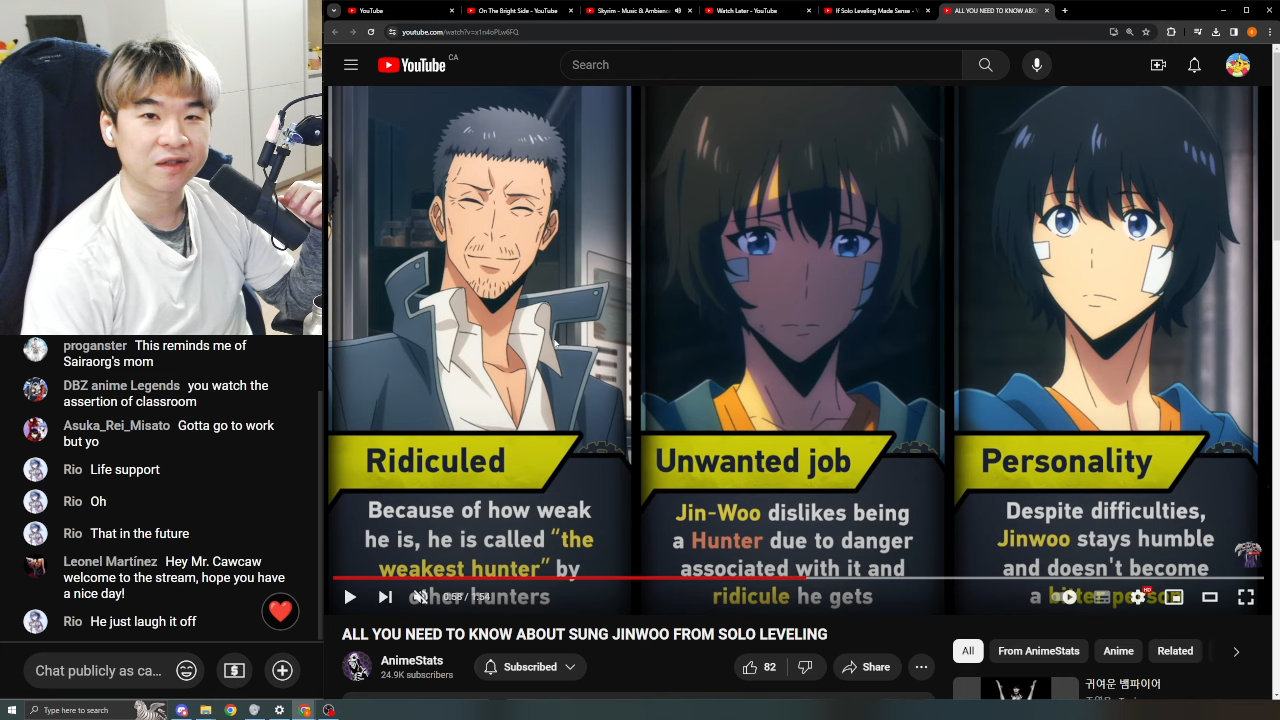 YouTube
On The Bright Side - YouTube
Skyrim - Music & Ambience
Watch Later - YouTube
If Solo Leveling Made Sense - Y
ALL YOU NEED TO KNOW ABO
youtube.com/watch?v=x1n4oPLw6FQ
YouTube CA
Search
Ridiculed
Because of how weak
he is, he is called "the
weakest hunter" by
other hunters
Unwanted job
Jin-Woo dislikes being
a Hunter due to danger
associated with it and
ridicule he gets
Personality
Despite difficulties,
Jinwoo stays humble
and doesn't become
a bitter person
0:58 / 1:54
HD
ALL YOU NEED TO KNOW ABOUT SUNG JINWOO FROM SOLO LEVELING
AnimeStats
24.9K subscribers
Subscribed
82
Share
All
From AnimeStats
Anime
Related
귀여운 뱀파이어
proganster This reminds me of
Sairaorg's mom
DBZ anime Legends you watch the
assertion of classroom
Asuka_Rei_Misato Gotta go to work
but yo
Rio Life support
Rio Oh
Rio That in the future
Leonel Martínez Hey Mr. Cawcaw
welcome to the stream, hope you have
a nice day!
Rio He just laugh it off
Chat publicly as ca...
Type here to search